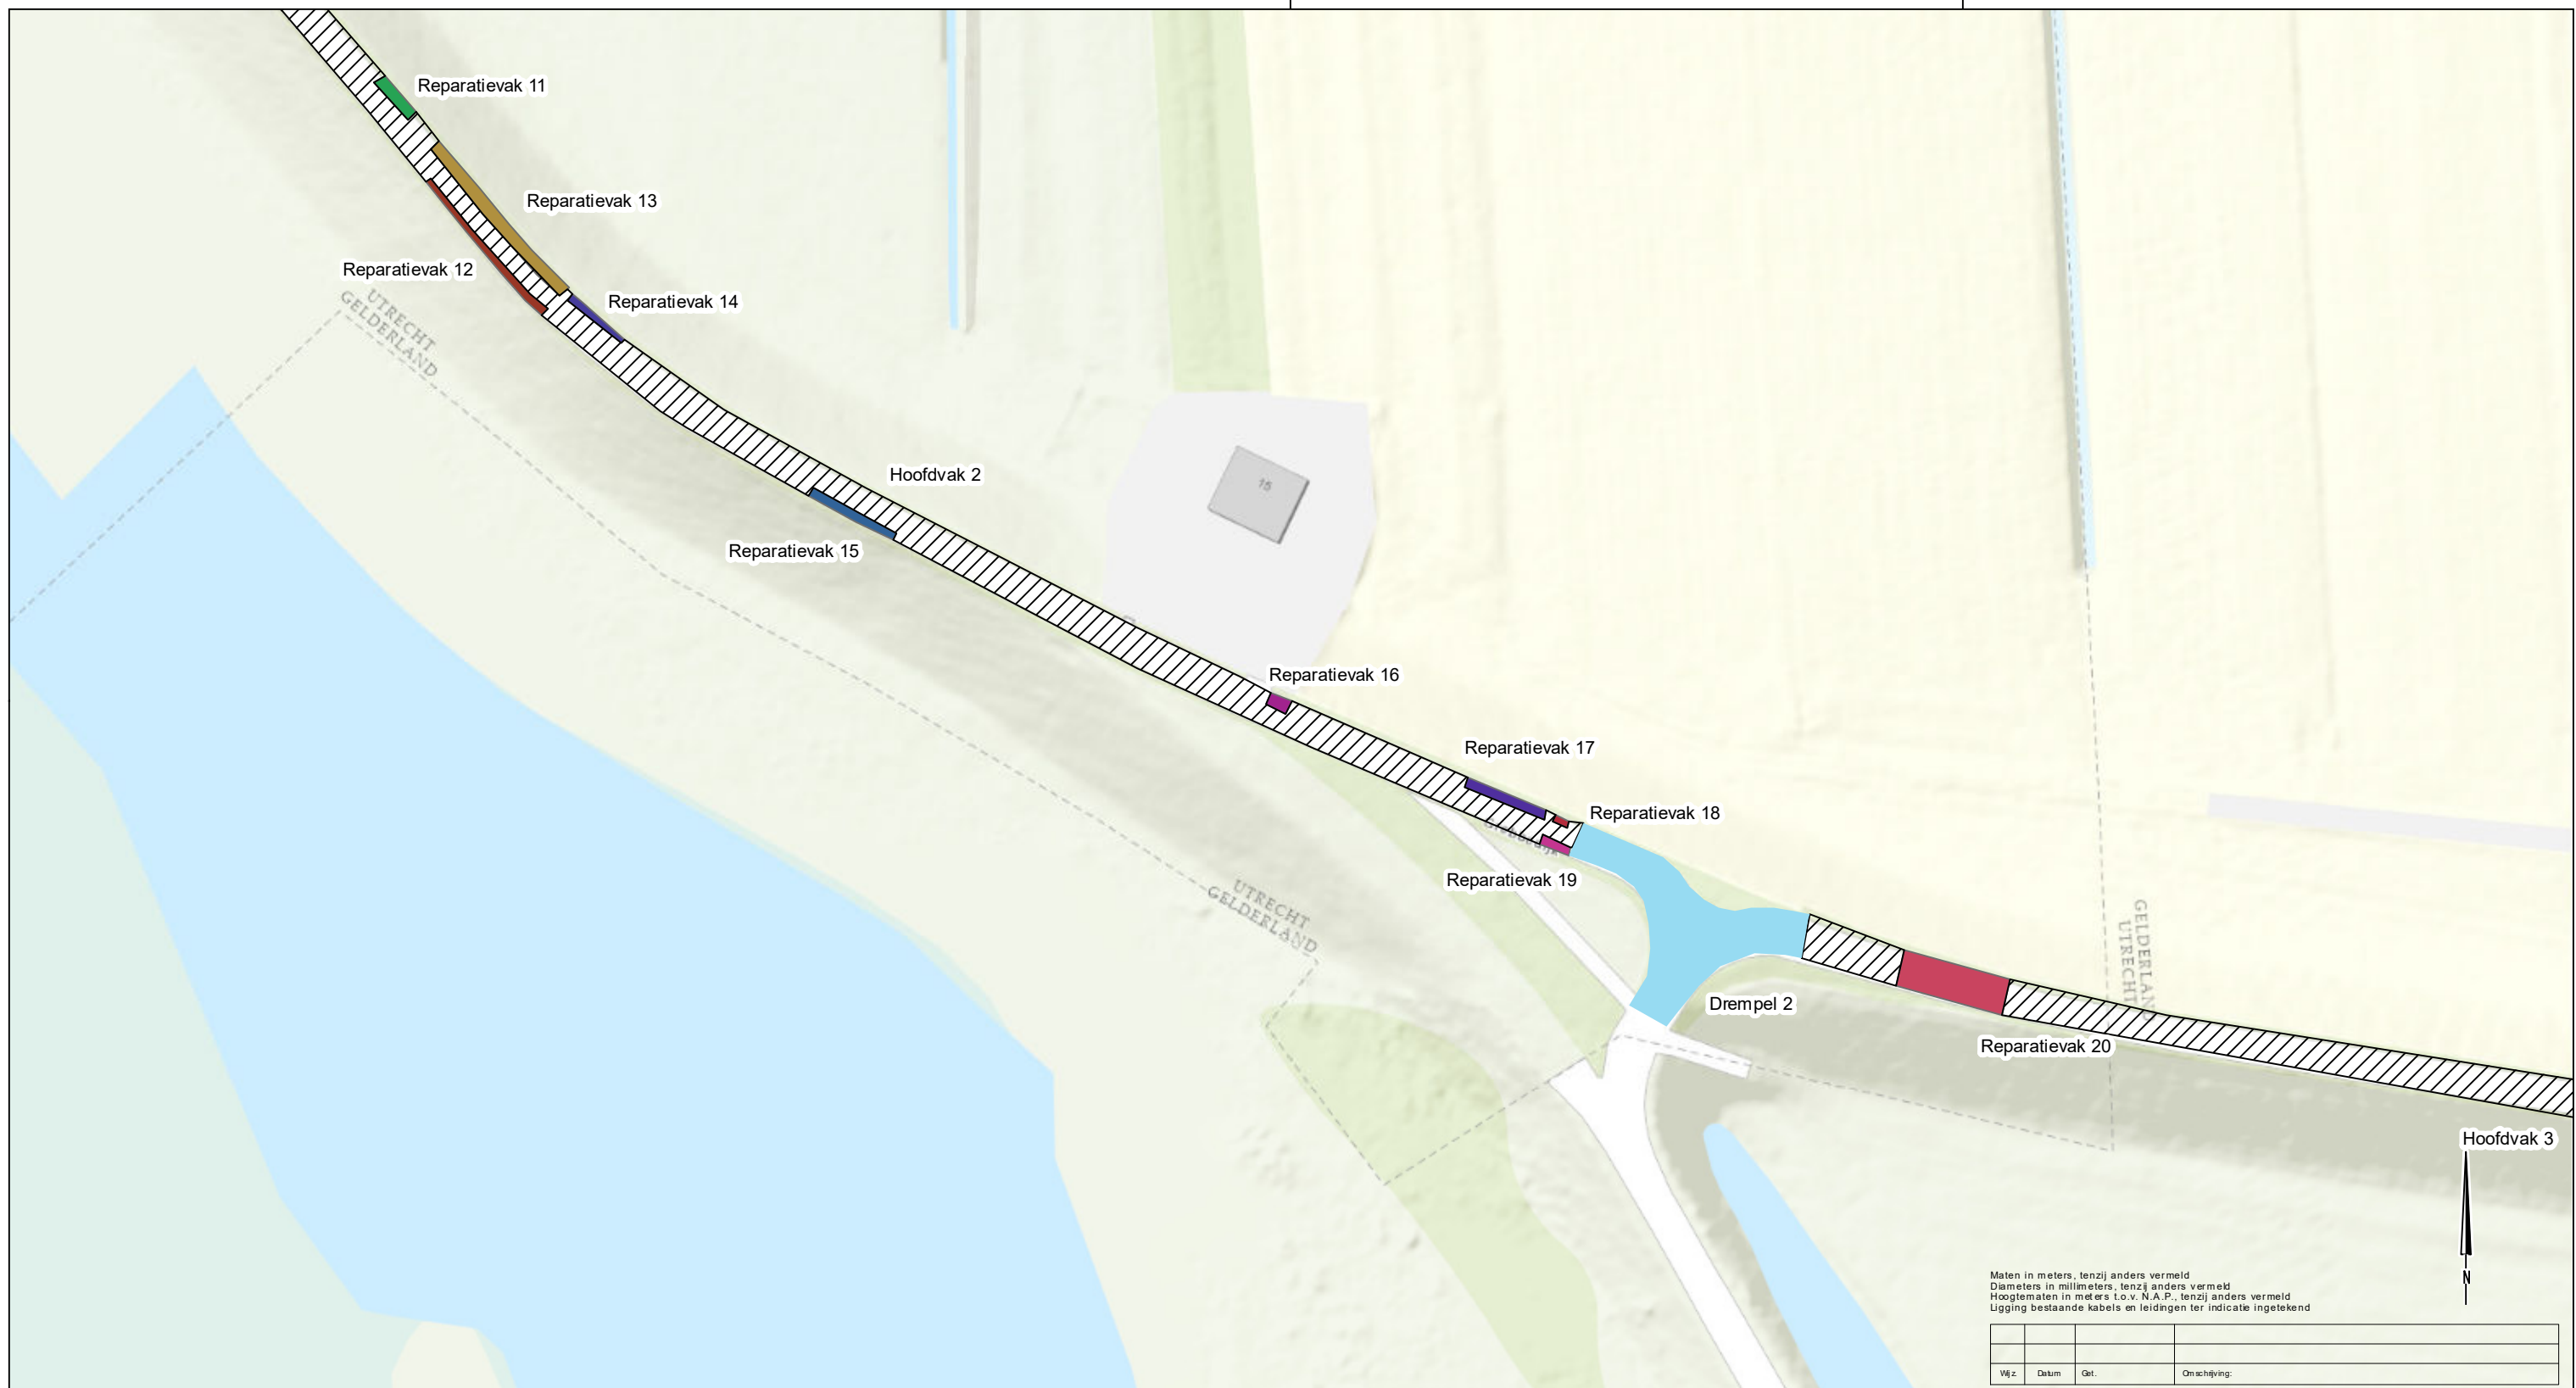 Reparatievak 11
Reparatievak 13
Reparatievak 12
Reparatievak 14
UTRECHT
GELDERLAND
Hoofdvak 2
15
Reparatievak 15
Reparatievak 16
Reparatievak 17
Reparatievak 18
Reparatievak 19
UTRECHT
GELDERLAND
GELDERLAND
UTRECHT
Drempel 2
Reparatievak 20
Hoofdvak 3
N
Maten in meters, tenzij anders vermeld
Diameters in millimeters, tenzij anders vermeld
Hoogtematen in meters t.o.v. N.A.P., tenzij anders vermeld
Ligging bestaande kabels en leidingen ter indicatie ingetekend
Wijz. Datum Get. Omschrijving: